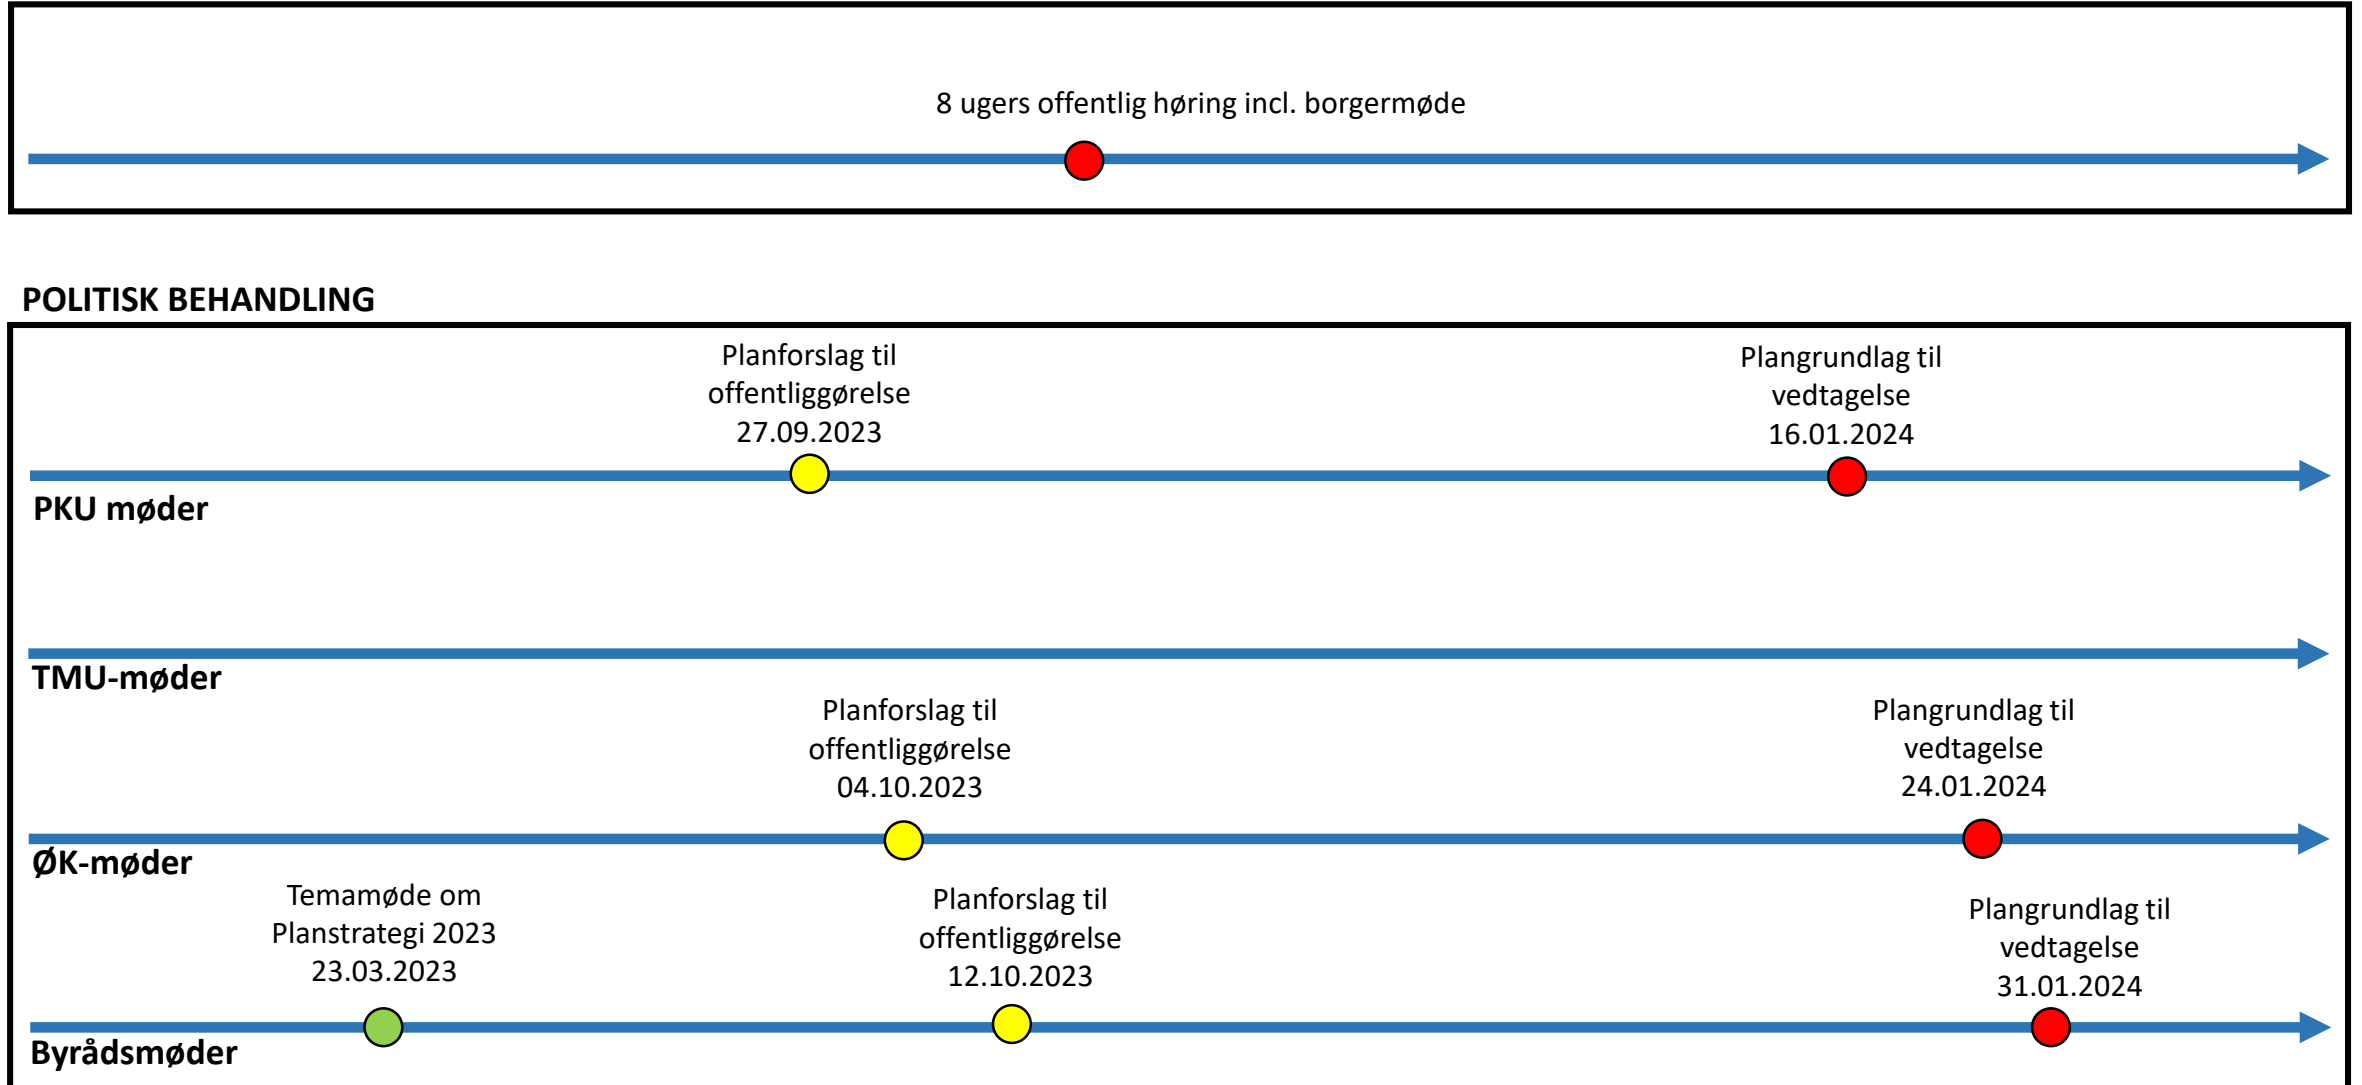 8 ugers offentlig høring incl. borgermøde
POLITISK BEHANDLING
Planforslag til
offentliggørelse
27.09.2023
Plangrundlag til
vedtagelse
16.01.2024
PKU møder
TMU-møder
Planforslag til
offentliggørelse
04.10.2023
Plangrundlag til
vedtagelse
24.01.2024
ØK-møder
Temamøde om
Planstrategi 2023
23.03.2023
Planforslag til
offentliggørelse
12.10.2023
Plangrundlag til
vedtagelse
31.01.2024
Byrådsmøder